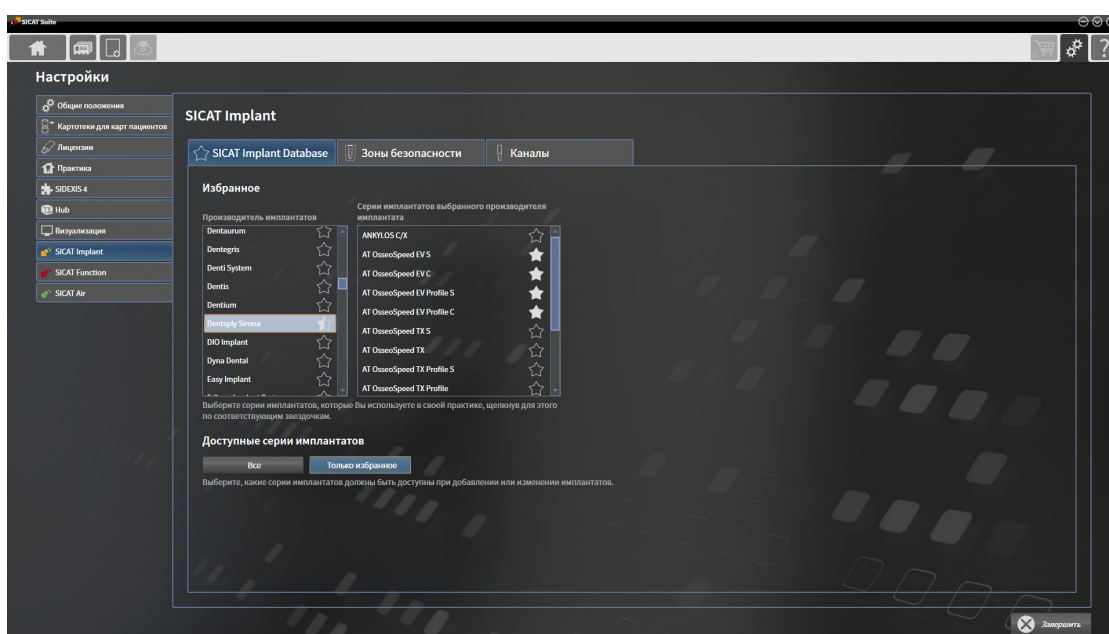 SICAT Suite
Настройки
Общие положения
Картотеки для карт пациентов
Лицензии
Практика
SIDEXIS 4
Hub
Визуализация
SICAT Implant
SICAT Function
SICAT Air
SICAT Implant
SICAT Implant Database
Зоны безопасности
Каналы
Избранное
Производитель имплантатов
Dentaurum
Dentegris
Denti System
Dentis
Dentium
Dentsply Sirona
DIO Implant
Dyna Dental
Easy Implant
Серии имплантатов выбранного производителя
имплантата
ANKYLOS C/X
AT OsseoSpeed EV S
AT OsseoSpeed EV C
AT OsseoSpeed EV Profile S
AT OsseoSpeed EV Profile C
AT OsseoSpeed TX S
AT OsseoSpeed TX
AT OsseoSpeed TX Profile S
AT OsseoSpeed TX Profile
Выберите серии имплантатов, которые Вы используете в своей практике, щелкнув для этого
по соответствующим звездочкам.
Доступные серии имплантатов
Все
Только избранное
Выберите, какие серии имплантатов должны быть доступны при добавлении или изменении имплантатов.
Завершить